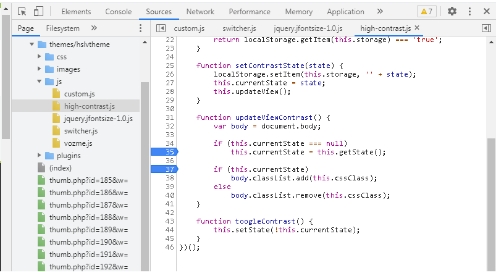 Elements Console Sources Network Performance Memory Application » 7
Page Filesystem »
custom.js switcher.js jquery.jfontsize-1.0.js high-contrast.js ×
themes/hslvtheme
css
images
js
custom.js
high-contrast.js
jquery.jfontsize-1.0.js
switcher.js
vozme.js
plugins
(index)
thumb.php?id=185&w=
thumb.php?id=186&w=
thumb.php?id=187&w=
thumb.php?id=188&w=
thumb.php?id=189&w=
thumb.php?id=190&w=
thumb.php?id=191&w=
thumb.php?id=192&w=
22 return localStorage.getItem(this.storago) === 'true';
23 }
24
25 function setContrastState(state) {
26 localStorage.setItem(this.storage, '' + state);
27 this.currentState = state;
28 this.updateView();
29 }
30
31 function updateViewContrast() {
32 var body = document.body;
33
34 if (this.currentState === null)
35 this.currentState = this.getState();
36
37 if (this.currentState)
38 body.classList.add(this.cssClass);
39 else
40 body.classList.remove(this.cssClass);
41 }
42
43 function toogleContrast() {
44 this.setState(!this.currentState);
45 }
46 })();